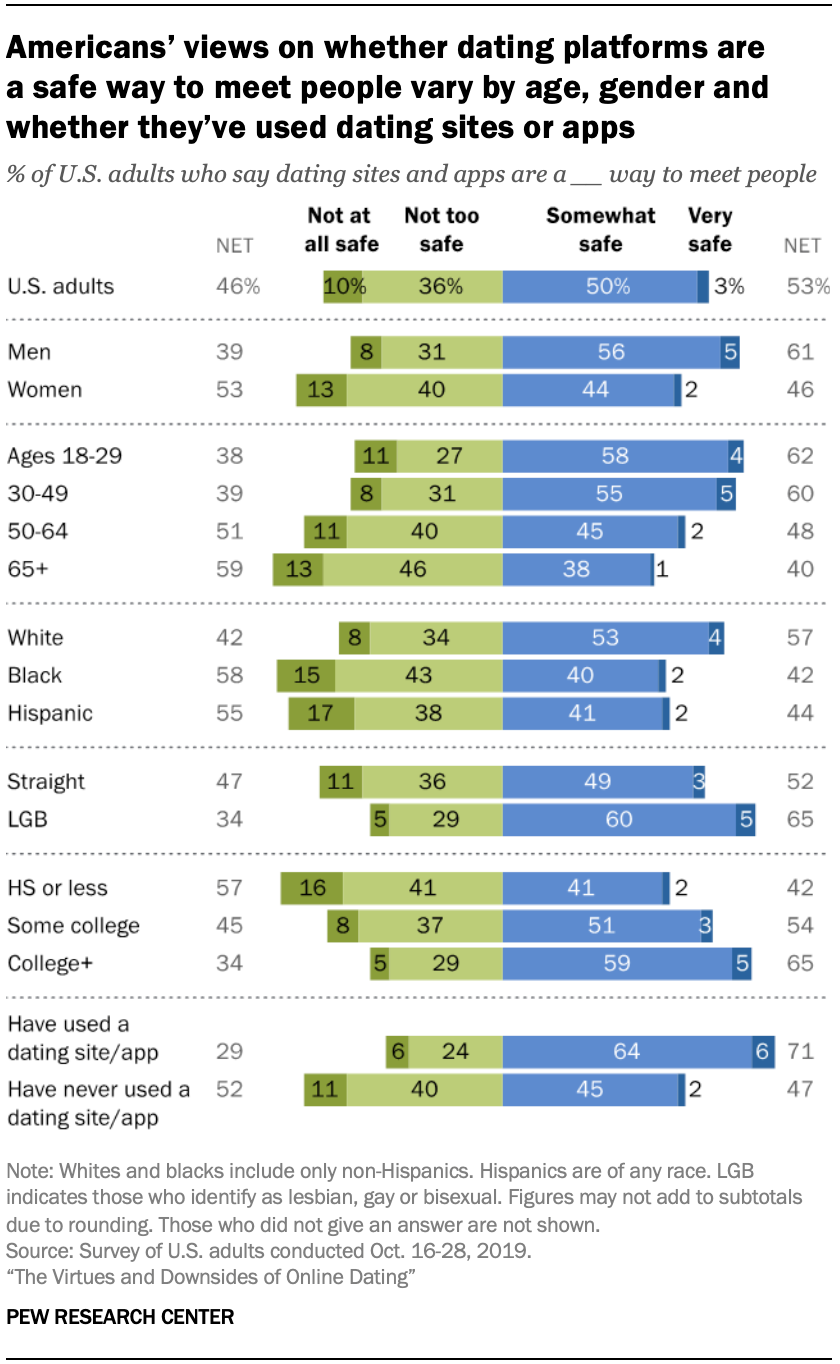 Americans’ views on whether dating platforms are
a safe way to meet people vary by age, gender and
whether they’ve used dating sites or apps
% of U.S. adults who say dating sites and apps are a __ way to meet people
NET Not at all safe Not too safe Somewhat safe Very safe NET
U.S. adults 46% 10% 36% 50% 3% 53%
Men 39 8 31 56 5 61
Women 53 13 40 44 2 46
Ages 18-29 38 11 27 58 4 62
30-49 39 8 31 55 5 60
50-64 51 11 40 45 2 48
65+ 59 13 46 38 1 40
White 42 8 34 53 4 57
Black 58 15 43 40 2 42
Hispanic 55 17 38 41 2 44
Straight 47 11 36 49 3 52
LGB 34 5 29 60 5 65
HS or less 57 16 41 41 2 42
Some college 45 8 37 51 3 54
College+ 34 5 29 59 5 65
Have used a
dating site/app 29 6 24 64 6 71
Have never used a 52 11 40 45 2 47
dating site/app
Note: Whites and blacks include only non-Hispanics. Hispanics are of any race. LGB
indicates those who identify as lesbian, gay or bisexual. Figures may not add to subtotals
due to rounding. Those who did not give an answer are not shown.
Source: Survey of U.S. adults conducted Oct. 16-28, 2019.
“The Virtues and Downsides of Online Dating”
PEW RESEARCH CENTER